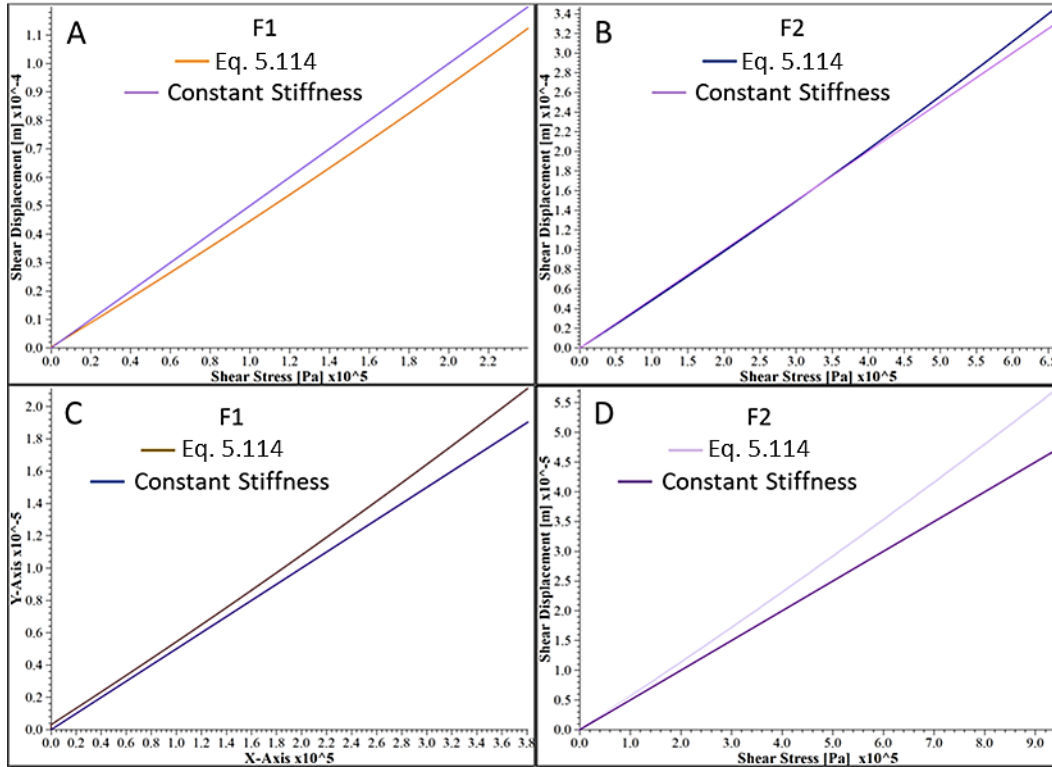 A
F1
Eq. 5.114
Constant Stiffness
Shear Displacement [m] x10^-4
1.1
1.0
0.9
0.8
0.7
0.6
0.5
0.4
0.3
0.2
0.1
0.0
0.0 0.2 0.4 0.6 0.8 1.0 1.2 1.4 1.6 1.8 2.0 2.2
Shear Stress [Pa] x10^5
B
F2
Eq. 5.114
Constant Stiffness
Shear Displacement [m] x10^-4
3.4
3.2
3.0
2.8
2.6
2.4
2.2
2.0
1.8
1.6
1.4
1.2
1.0
0.8
0.6
0.4
0.2
0.0
0.0 0.5 1.0 1.5 2.0 2.5 3.0 3.5 4.0 4.5 5.0 5.5 6.0 6.5
Shear Stress [Pa] x10^5
C
F1
Eq. 5.114
Constant Stiffness
Y-Axis x10^-5
2.0
1.8
1.6
1.4
1.2
1.0
0.8
0.6
0.4
0.2
0.0
0.0 0.2 0.4 0.6 0.8 1.0 1.2 1.4 1.6 1.8 2.0 2.2 2.4 2.6 2.8 3.0 3.2 3.4 3.6 3.8
X-Axis x10^5
D
F2
Eq. 5.114
Constant Stiffness
Shear Displacement [m] x10^-5
5.5
5.0
4.5
4.0
3.5
3.0
2.5
2.0
1.5
1.0
0.5
0.0
0.0 1.0 2.0 3.0 4.0 5.0 6.0 7.0 8.0 9.0
Shear Stress [Pa] x10^5